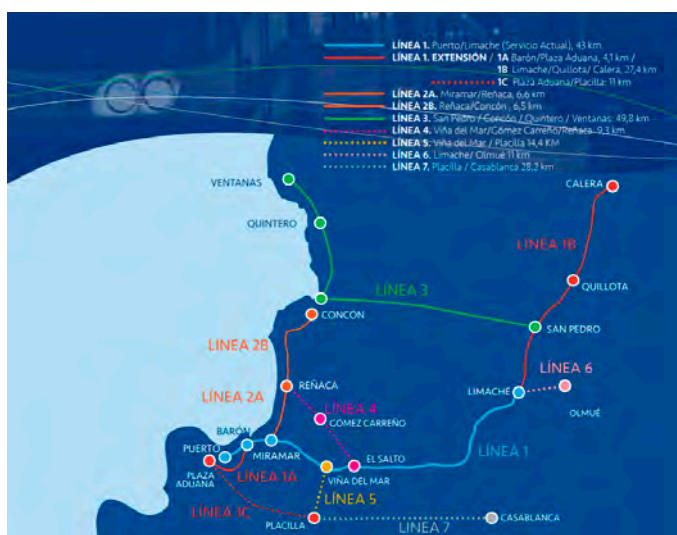 LÍNEA 1. Puerto/Limache (Servicio Actual), 43 km
LÍNEA 1. EXTENSIÓN / 1A Barón/Plaza Aduana, 4,1 km /
1B Limache/Quillota/ Calera, 27,4 km
1C Plaza Aduana/Placilla: 11 km
LÍNEA 2A. Miramar/Reñaca, 6,6 km
LÍNEA 2B. Reñaca/Concón , 6,5 km
LÍNEA 3. San Pedro / Concón / Quintero / Ventanas: 49,8 km
LÍNEA 4. Viña del Mar/Gómez Carreño/Reñaca: 9,3 km
LÍNEA 5. Viña del Mar / Placilla 14,4 KM
LÍNEA 6. Limache/ Olmué 11 km
LÍNEA 7. Placilla / Casablanca 28,2 km
VENTANAS
CALERA
QUINTERO
LÍNEA 1B
QUILLOTA
LÍNEA 3
CONCÓN
SAN PEDRO
LÍNEA 2B
LÍNEA 6
REÑACA
LIMACHE
LÍNEA 2A
LÍNEA 4
OLMUÉ
GÓMEZ CARREÑO
BARÓN
PUERTO
MIRAMAR
EL SALTO
LÍNEA 1
PLAZA
ADUANA
LÍNEA 1A
VIÑA DEL MAR
LÍNEA 5
LÍNEA 1C
PLACILLA
LÍNEA 7
CASABLANCA